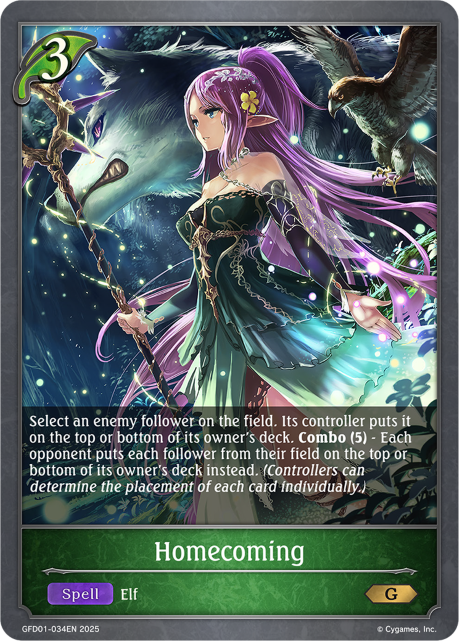 3
Select an enemy follower on the field. Its controller puts it
on the top or bottom of its owner's deck. Combo (5) - Each
opponent puts each follower from their field on the top or
bottom of its owner's deck instead. (Controllers can
determine the placement of each card individually.)
Homecoming
Spell Elf G
GFD01-034EN 2025 © Cygames, Inc.